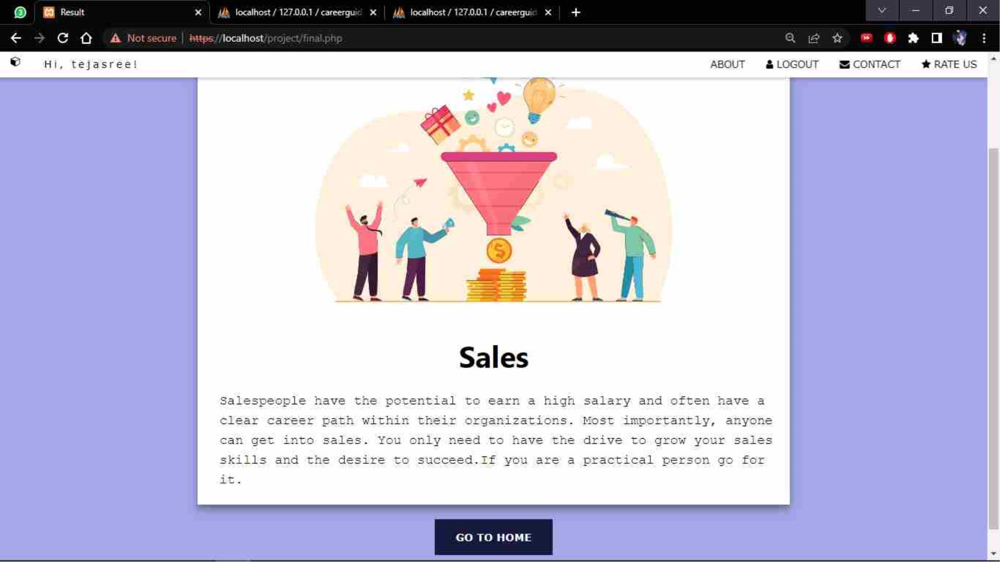 Result
localhost / 127.0.0.1 / careerguid
localhost / 127.0.0.1 / careerguid
Not secure
https://localhost/project/final.php
Hi, tejasree!
ABOUT
LOGOUT
CONTACT
RATE US
$
Sales
Salespeople have the potential to earn a high salary and often have a
clear career path within their organizations. Most importantly, anyone
can get into sales. You only need to have the drive to grow your sales
skills and the desire to succeed.If you are a practical person go for
it.
GO TO HOME